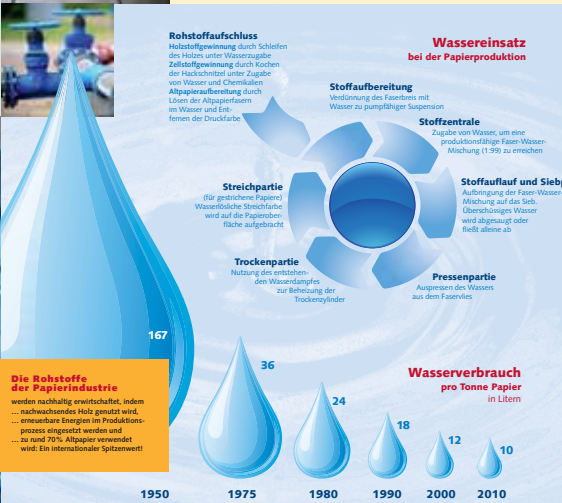 Wassereinsatz
bei der Papierproduktion
Rohstoffaufschluss
Holzstoffgewinnung durch Schleifen
des Holzes unter Wasserzugabe
Zellstoffgewinnung durch Kochen
der Hackschnitzel unter Zugabe
von Wasser und Chemikalien
Altpapieraufbereitung durch
Lösen der Altpapierfasern
im Wasser und Ent-
fernen der Druckfarbe
Stoffaufbereitung
Verdünnung des Faserbreis mit
Wasser zu pumpfähiger Suspension
Stoffzentrale
Zugabe von Wasser, um eine
produktionsfähige Faser-Wasser-
Mischung (1:99) zu erreichen
Stoffauflauf und Siebp
Aufbringung der Faser-Wasser-
Mischung auf das Sieb.
Überschüssiges Wasser
wird abgesaugt oder
fließt alleine ab
Pressenpartie
Auspressen des Wassers
aus dem Faservlies
Trockenpartie
Nutzung des entstehen-
den Wasserdampfes
zur Beheizung der
Trockenzylinder
Streichpartie
(für gestrichene Papiere)
Wasserlösliche Streichfarbe
wird auf die Papierober-
fläche aufgebracht
Wasserverbrauch
pro Tonne Papier
in Litern
167
36
24
18
12
10
1950
1975
1980
1990
2000
2010
Die Rohstoffe
der Papierindustrie
werden nachhaltig erwirtschaftet, indem
... nachwachsendes Holz genutzt wird,
... erneuerbare Energien im Produktions-
prozess eingesetzt werden und
... zu rund 70% Altpapier verwendet
wird: Ein internationaler Spitzenwert!